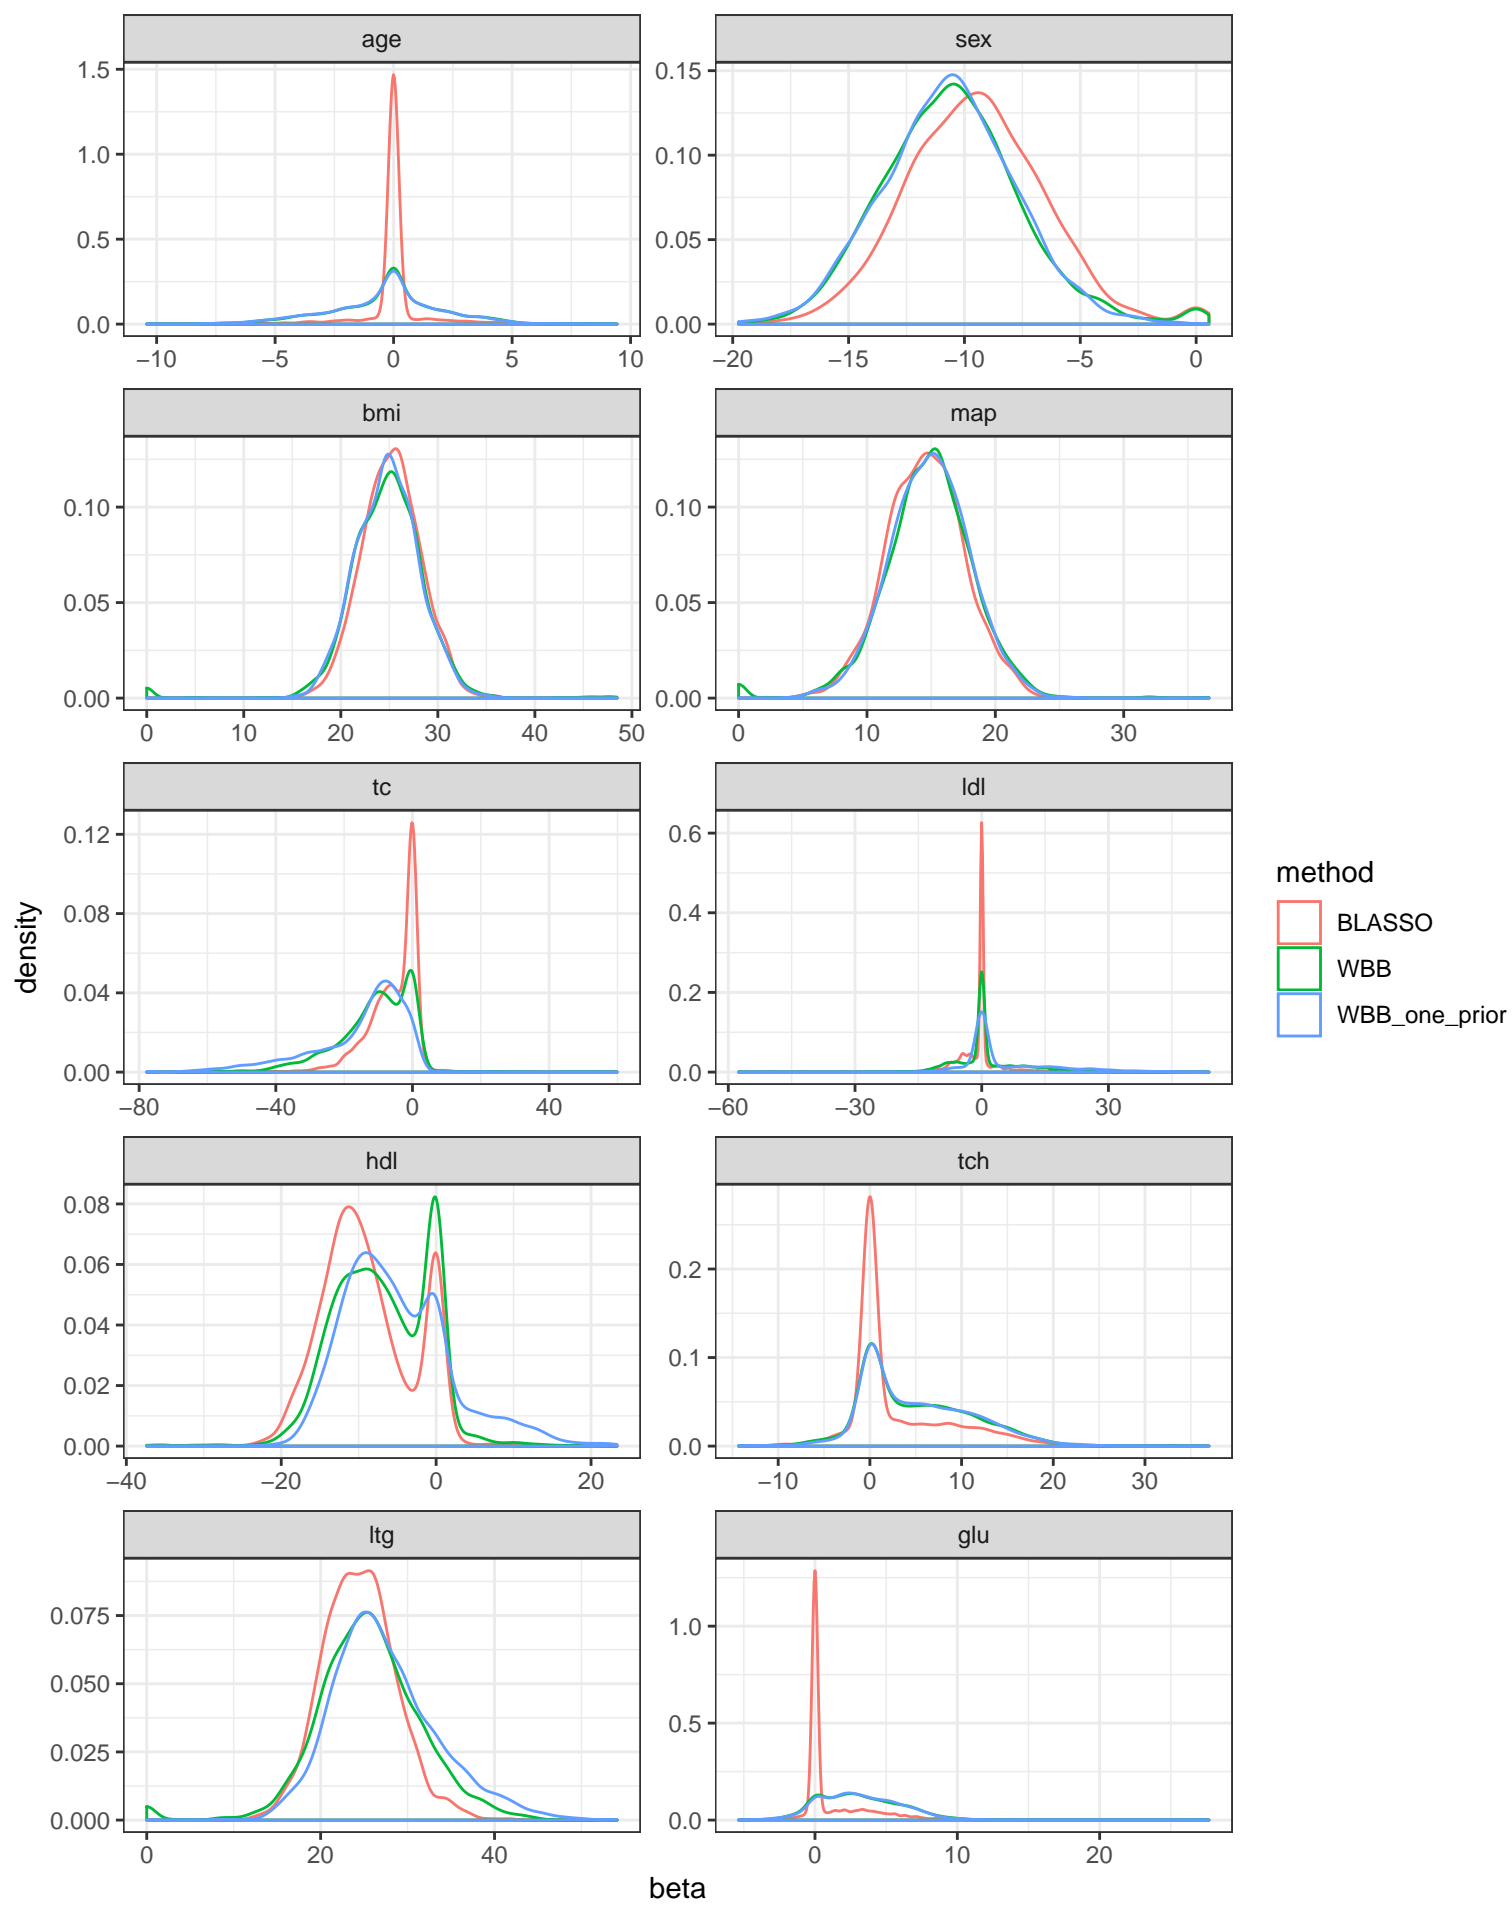 age
sex
1.5
1.0
0.5
0.0
−10 −5 0 5 10
0.15
0.10
0.05
0.00
−20 −15 −10 −5 0
bmi
map
0.10
0.05
0.00
0 10 20 30 40 50
0.10
0.05
0.00
0 10 20 30
tc
ldl
0.12
0.08
0.04
0.00
−80 −40 0 40
0.6
0.4
0.2
0.0
−60 −30 0 30
hdl
tch
0.08
0.06
0.04
0.02
0.00
−40 −20 0 20
0.2
0.1
0.0
−10 0 10 20 30
ltg
glu
0.075
0.050
0.025
0.000
0 20 40
1.0
0.5
0.0
0 10 20
beta
density
method
BLASSO
WBB
WBB_one_prior